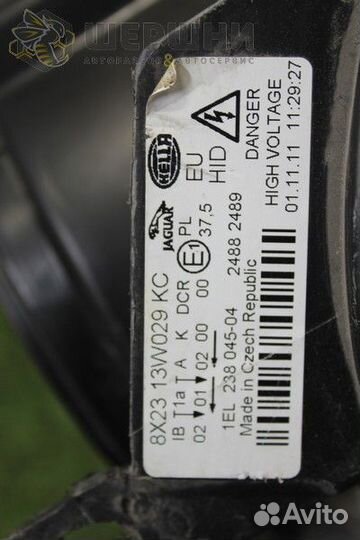 ШЕРШНИ
АВТОРАЗБОР & АВТОСЕРВИС
HELLA
EU
HID
DANGER
HIGH VOLTAGE
01.11.11 11:29:27
JAGUAR
E1
PL
37,5
2488 2489
8X23 13W029 KC
IB 1a A K DCR
02 01 02 00 00
1EL 238 045-04
Made in Czech Republic
Avito